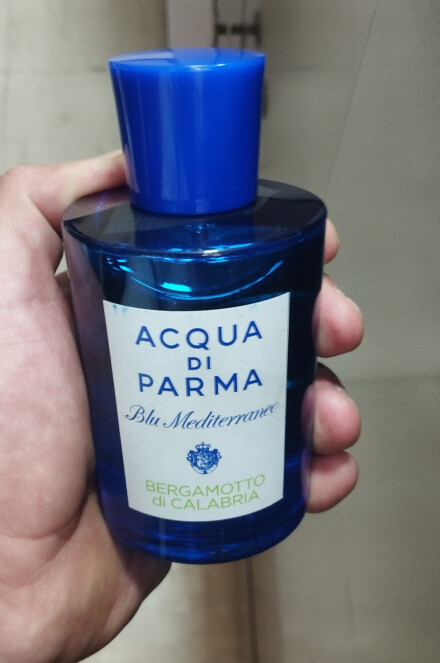 ACQUA
DI
PARMA
Blu Mediterraneo
BERGAMOTTO
di CALABRIA